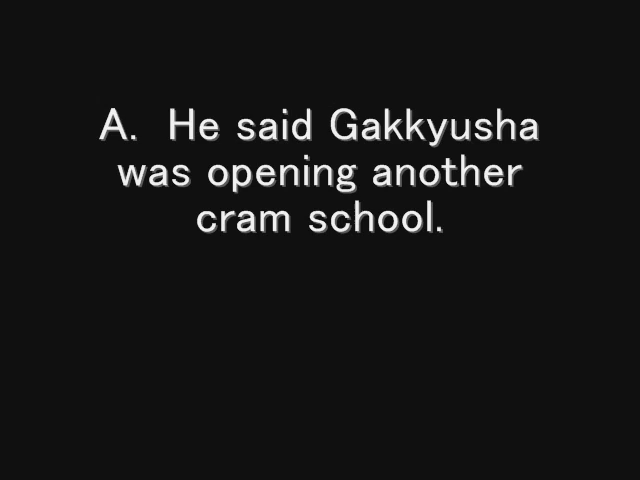 A. He said Gakkyusha
was opening another
cram school.